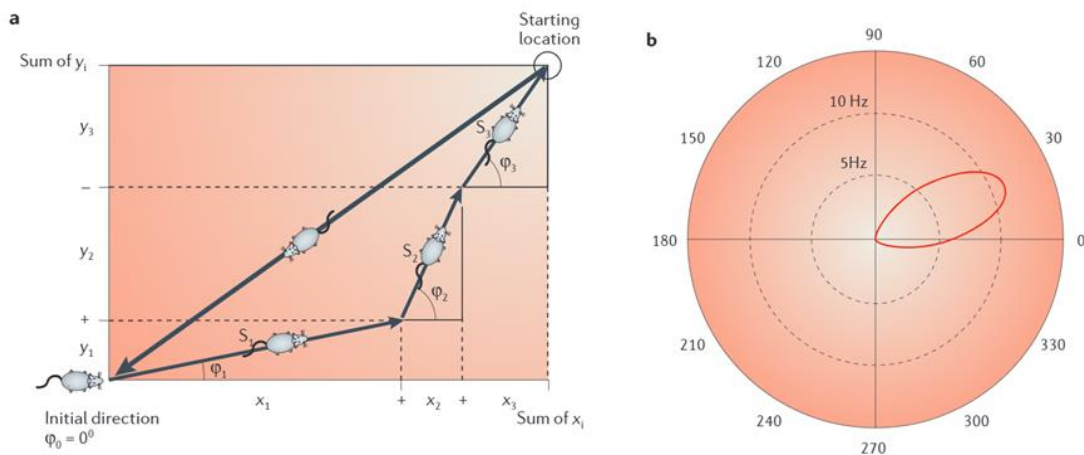 a
Starting
location
Sum of yᵢ
y₃
S₃
φ₃
–
y₂
S₂
φ₂
+
S₁
y₁
φ₁
x₁
+
x₂
+
x₃
Sum of xᵢ
Initial direction
φ₀ = 0⁰
b
90
120
60
10 Hz
150
30
5Hz
180
0
210
330
240
300
270